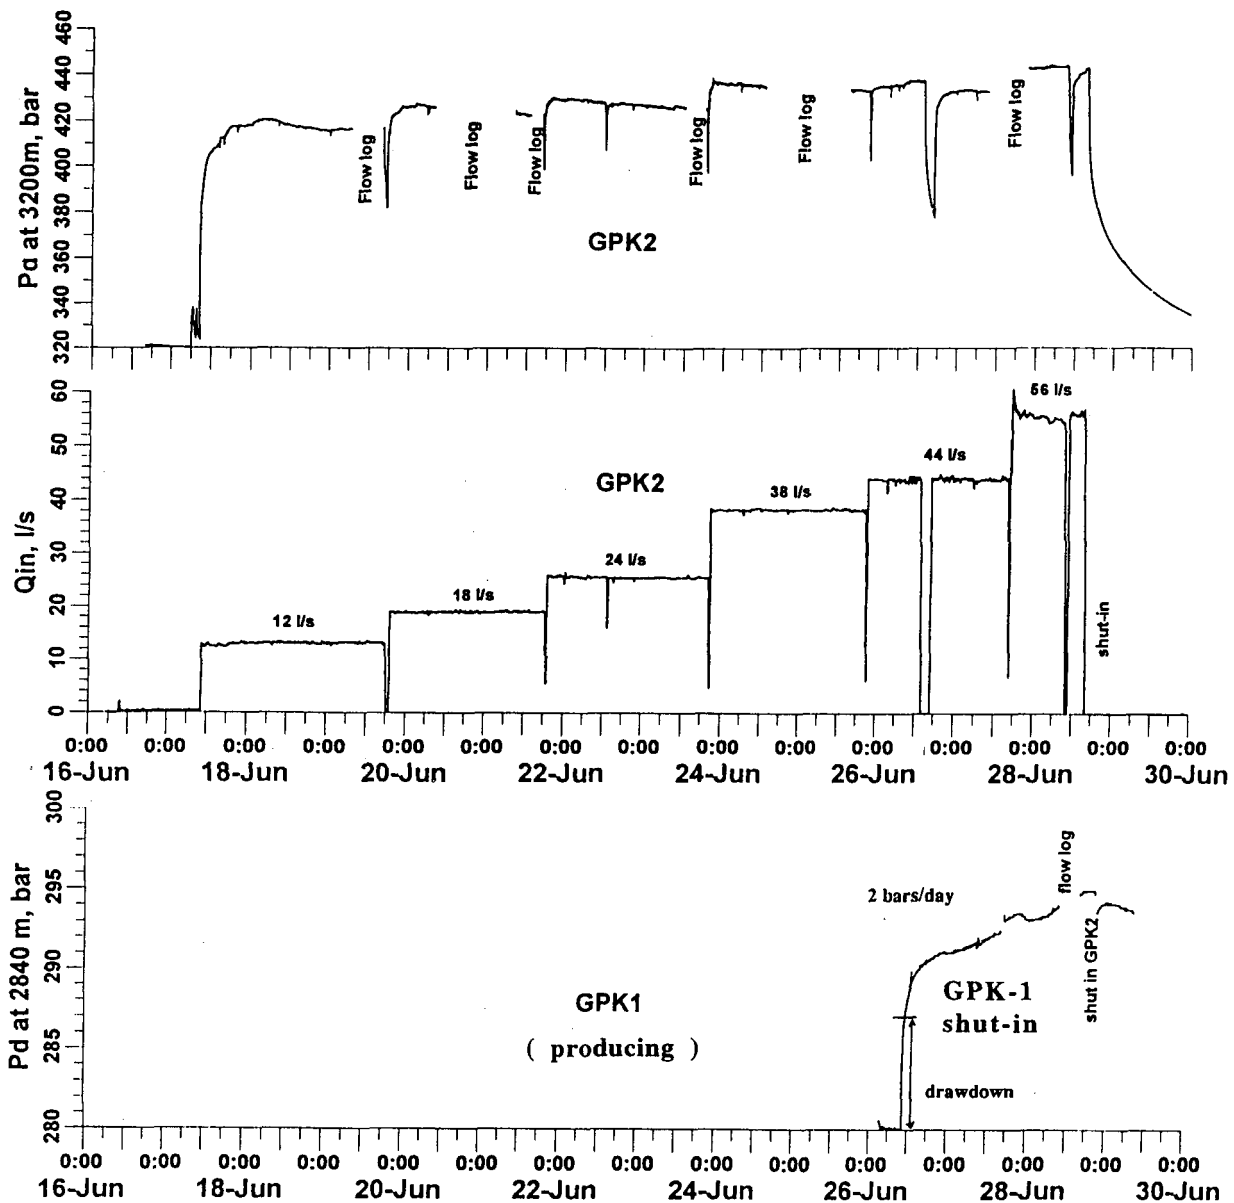 Pd at 3200m, bar
460
440
420
400
380
360
340
320
Flow log
Flow log
Flow log
Flow log
Flow log
Flow log
GPK2
Qin, l/s
60
50
40
30
20
10
0
12 l/s
18 l/s
24 l/s
38 l/s
44 l/s
56 l/s
GPK2
shut-in
0:00 0:00 0:00 0:00 0:00 0:00 0:00 0:00 0:00 0:00 0:00 0:00 0:00 0:00 0:00
16-Jun 18-Jun 20-Jun 22-Jun 24-Jun 26-Jun 28-Jun 30-Jun
Pd at 2840 m, bar
300
295
290
285
280
2 bars/day
flow log
shut in GPK2
GPK1
( producing )
GPK-1
shut-in
drawdown
0:00 0:00 0:00 0:00 0:00 0:00 0:00 0:00 0:00 0:00 0:00 0:00 0:00 0:00 0:00
16-Jun 18-Jun 20-Jun 22-Jun 24-Jun 26-Jun 28-Jun 30-Jun